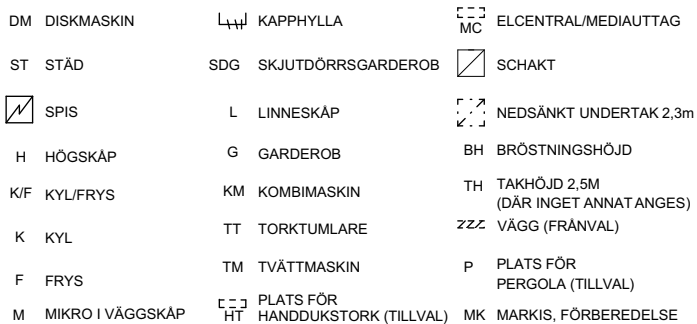 DM DISKMASKIN
ST STÄD
SPIS
H HÖGSKÅP
K/F KYL/FRYS
K KYL
F FRYS
M MIKRO I VÄGGSKÅP
KAPPHYLLA
SDG SKJUTDÖRRSGARDEROB
L LINNESKÅP
G GARDEROB
KM KOMBIMASKIN
TT TORKTUMLARE
TM TVÄTTMASKIN
PLATS FÖR
HT HANDDUKSTORK (TILLVAL)
MC ELCENTRAL/MEDIAUTTAG
SCHAKT
NEDSÄNKT UNDERTAK 2,3m
BH BRÖSTNINGSHÖJD
TH TAKHÖJD 2,5M
(DÄR INGET ANNAT ANGES)
VÄGG (FRÅNVAL)
P PLATS FÖR
PERGOLA (TILLVAL)
MK MARKIS, FÖRBEREDELSE